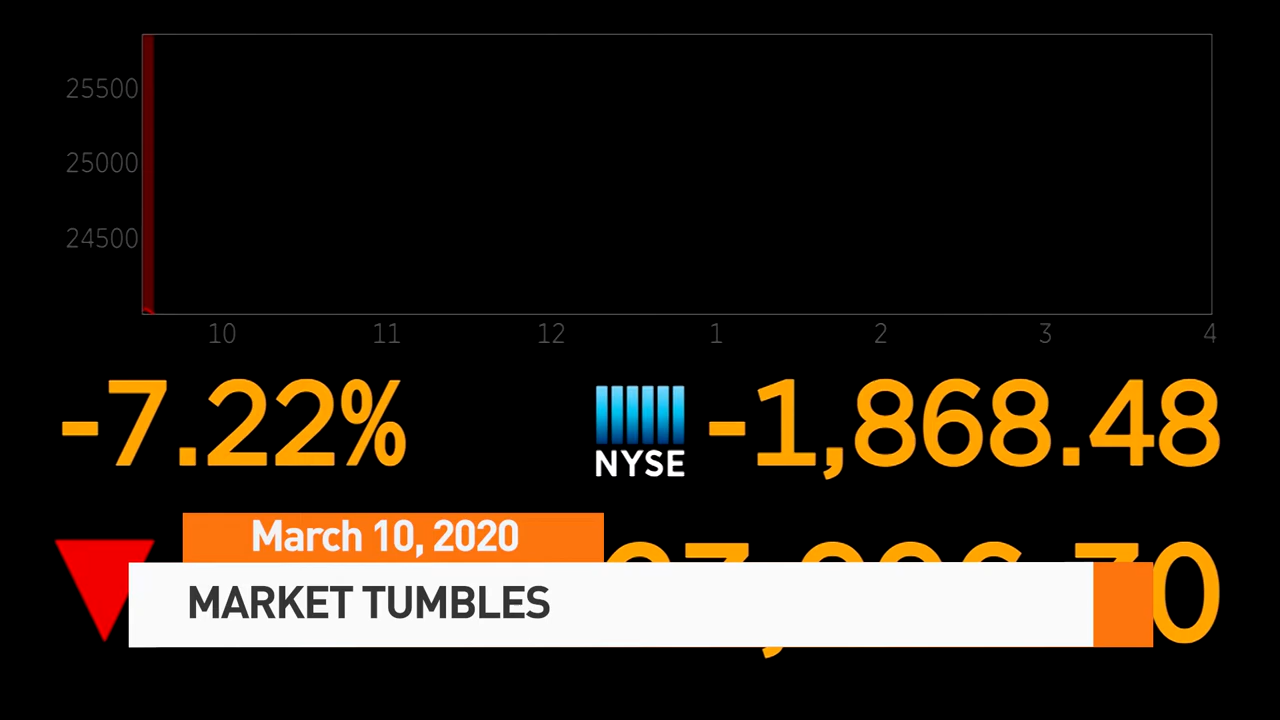 25500
25000
24500
10 11 12 1 2 3 4
-7.22%
NYSE
-1,868.48
March 10, 2020
MARKET TUMBLES